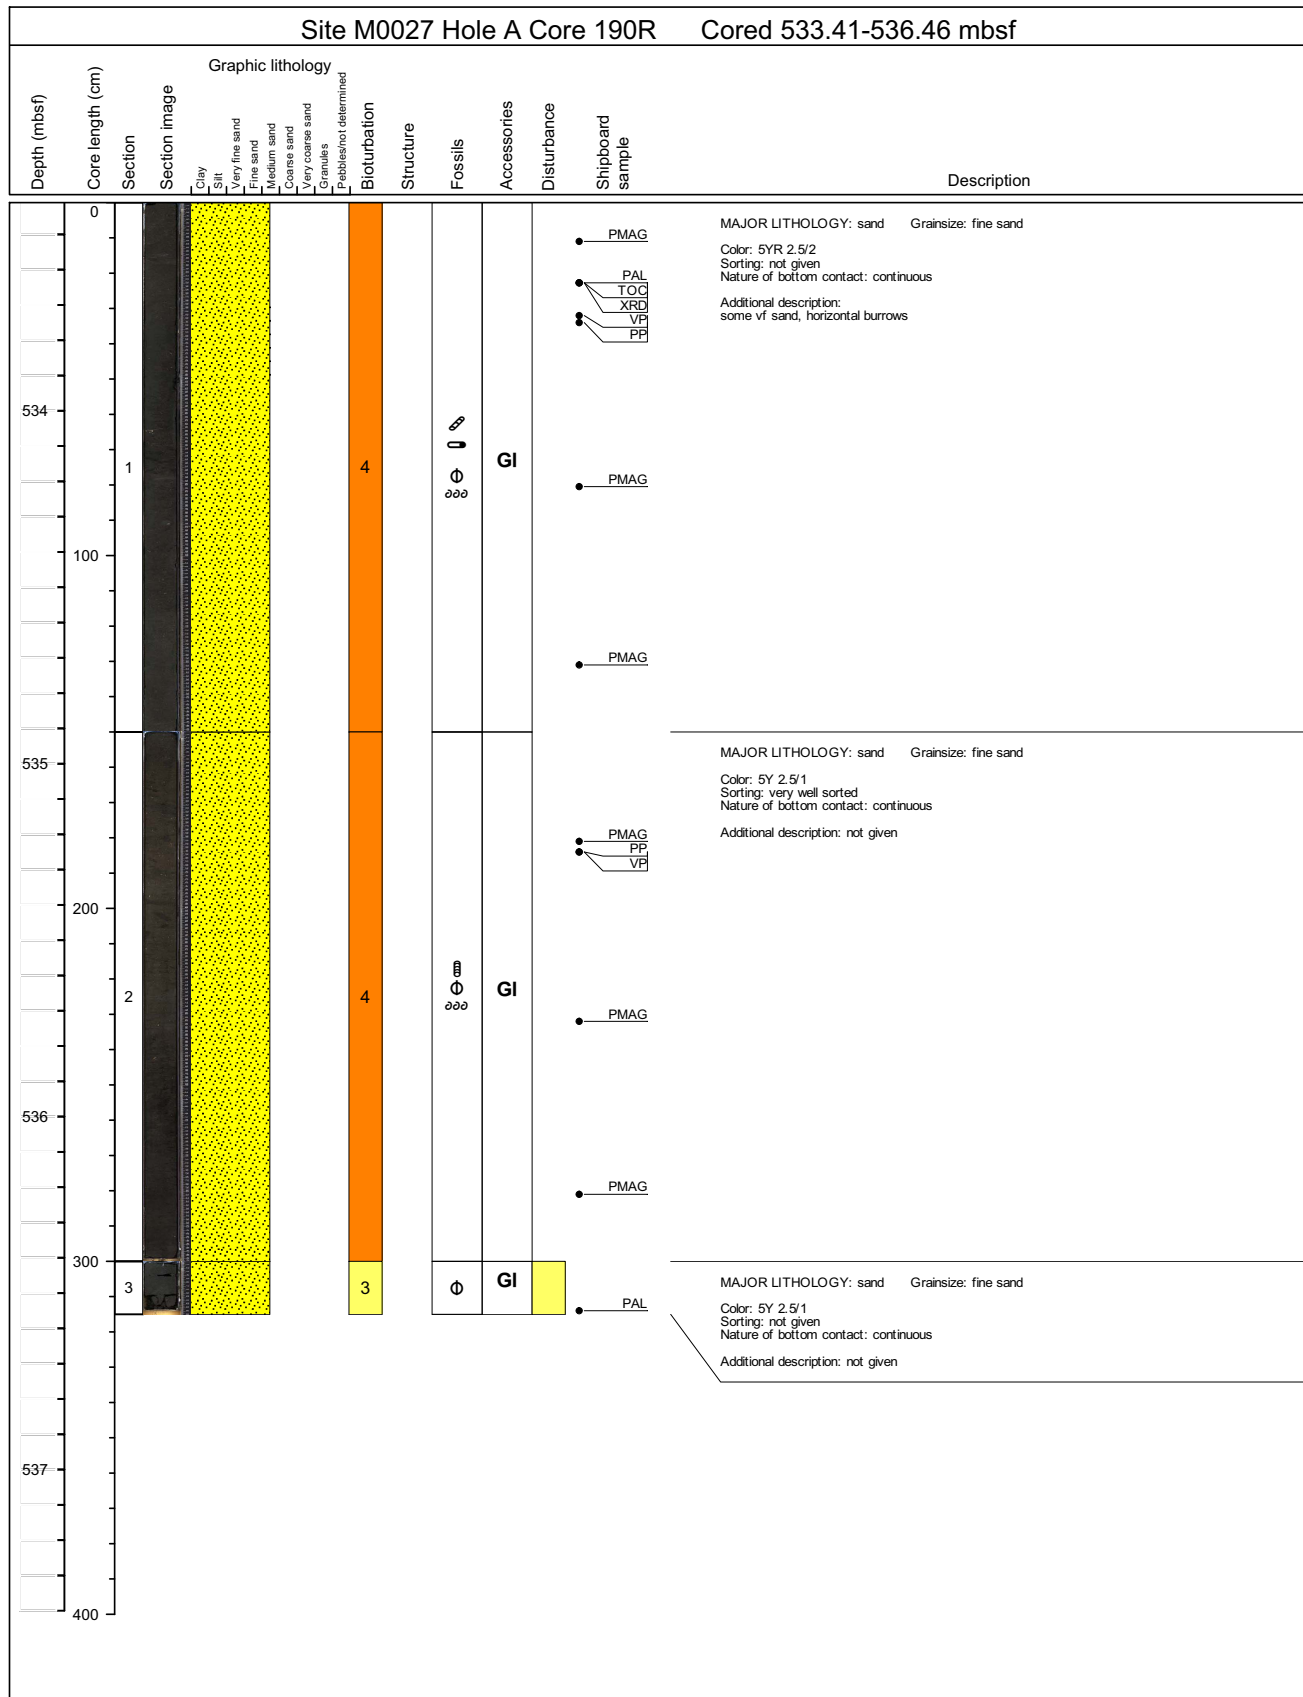 Site M0027 Hole A Core 190R Cored 533.41-536.46 mbsf
Graphic lithology
Depth (mbsf)
Core length (cm)
Section
Section image
Clay
Silt
Very fine sand
Fine sand
Medium sand
Coarse sand
Very coarse sand
Granules
Pebbles/not determined
Bioturbation
Structure
Fossils
Accessories
Disturbance
Shipboard
sample
Description
0
MAJOR LITHOLOGY: sand Grainsize: fine sand
PMAG
Color: 5YR 2.5/2
Sorting: not given
Nature of bottom contact: continuous
PAL
TOC
XRD
VP
PP
Additional description:
some vf sand, horizontal burrows
534
1
4
GI
PMAG
100
PMAG
535
MAJOR LITHOLOGY: sand Grainsize: fine sand
Color: 5Y 2.5/1
Sorting: very well sorted
Nature of bottom contact: continuous
Additional description: not given
PMAG
PP
VP
200
2
4
GI
PMAG
536
PMAG
300
3
3
GI
MAJOR LITHOLOGY: sand Grainsize: fine sand
PAL
Color: 5Y 2.5/1
Sorting: not given
Nature of bottom contact: continuous
Additional description: not given
537
400